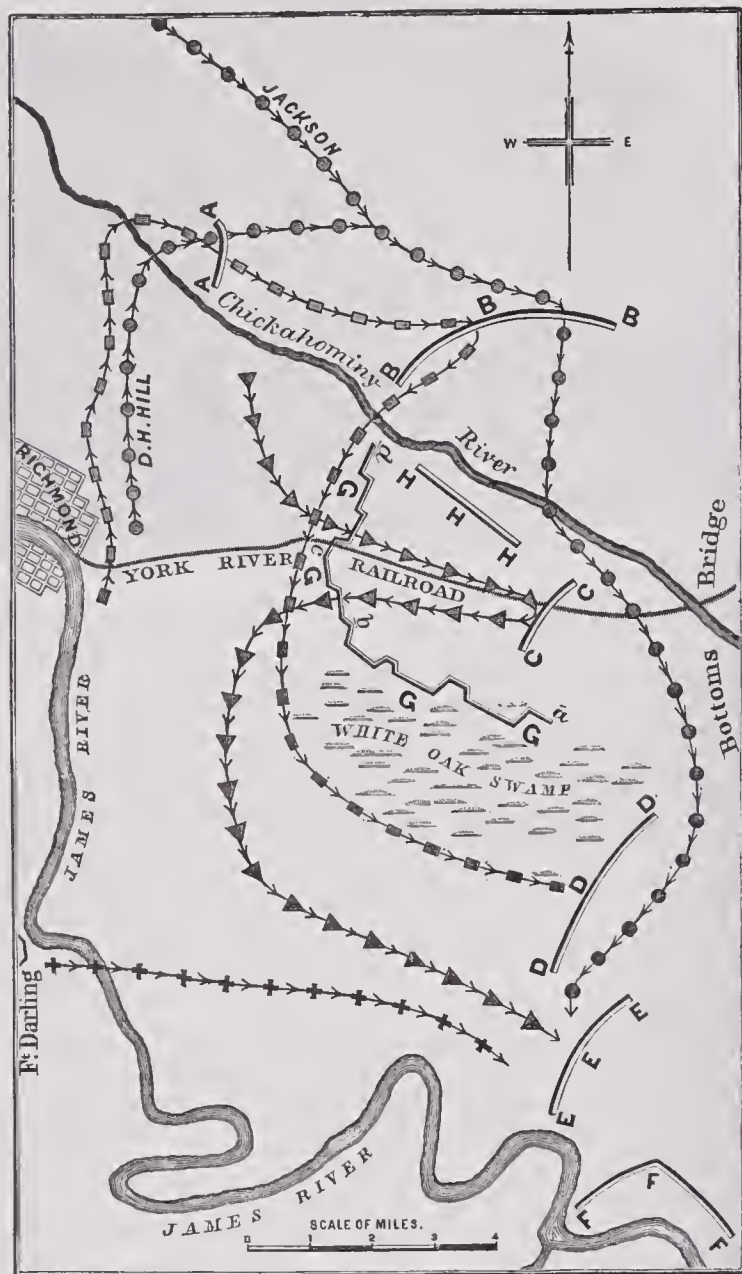 JACKSON
W E
A
A
Chickahominy
River
B
B
B
D.H. HILL
RICHMOND
d
H
H
H
G
YORK RIVER
RAILROAD
c
G
b
C
C
Bridge
Bottoms
G
G
a
WHITE OAK SWAMP
JAMES RIVER
D
D
D
Ft. Darling
E
E
E
JAMES RIVER
F
F
F
SCALE OF MILES.
1 2 3 4